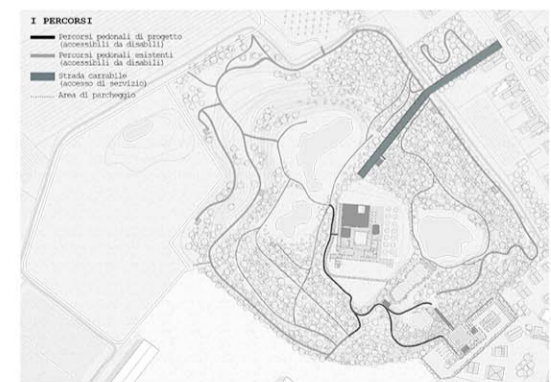 I PERCORSI
Percorsi pedonali di progetto
(accessibili da disabili)
Percorsi pedonali esistenti
(accessibili da disabili)
Strada carrabile
(accesso di servizio)
Area di parcheggio